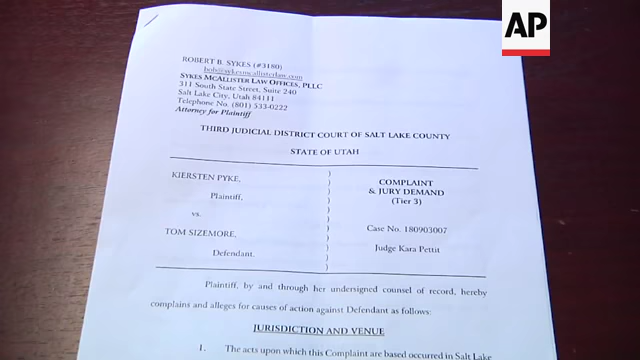 AP
ROBERT B. SYKES (#3180)
bob@sykesmcallisterlaw.com
SYKES MCALLISTER LAW OFFICES, PLLC
311 South State Street, Suite 240
Salt Lake City, Utah 84111
Telephone No. (801) 533-0222
Attorney for Plaintiff
THIRD JUDICIAL DISTRICT COURT OF SALT LAKE COUNTY
STATE OF UTAH
KIERSTEN PYKE,
Plaintiff,
vs.
TOM SIZEMORE,
Defendant.
)
)
)
)
)
)
)
)
COMPLAINT
& JURY DEMAND
(Tier 3)
Case No. 180903007
Judge Kara Pettit
Plaintiff, by and through her undersigned counsel of record, hereby
complains and alleges for causes of action against Defendant as follows:
JURISDICTION AND VENUE
1. The acts upon which this Complaint are based occurred in Salt Lake